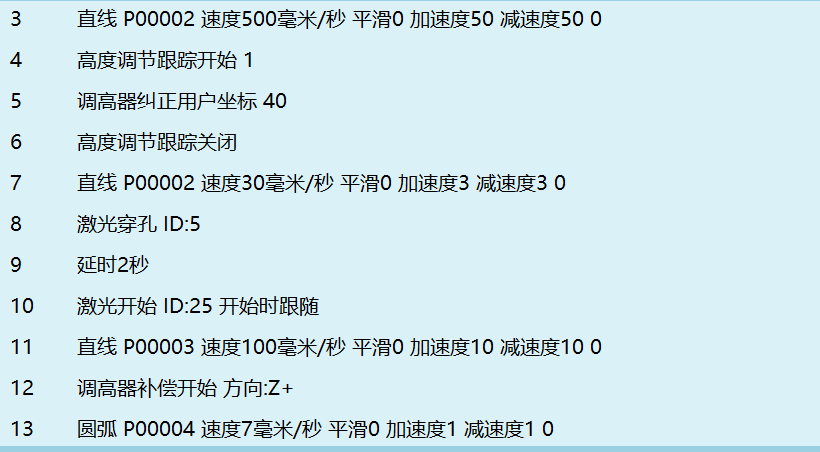 3 直线 P00002 速度500毫米/秒 平滑0 加速度50 减速度50 0
4 高度调节跟踪开始 1
5 调高器纠正用户坐标 40
6 高度调节跟踪关闭
7 直线 P00002 速度30毫米/秒 平滑0 加速度3 减速度3 0
8 激光穿孔 ID:5
9 延时2秒
10 激光开始 ID:25 开始时跟随
11 直线 P00003 速度100毫米/秒 平滑0 加速度10 减速度10 0
12 调高器补偿开始 方向:Z+
13 圆弧 P00004 速度7毫米/秒 平滑0 加速度1 减速度1 0